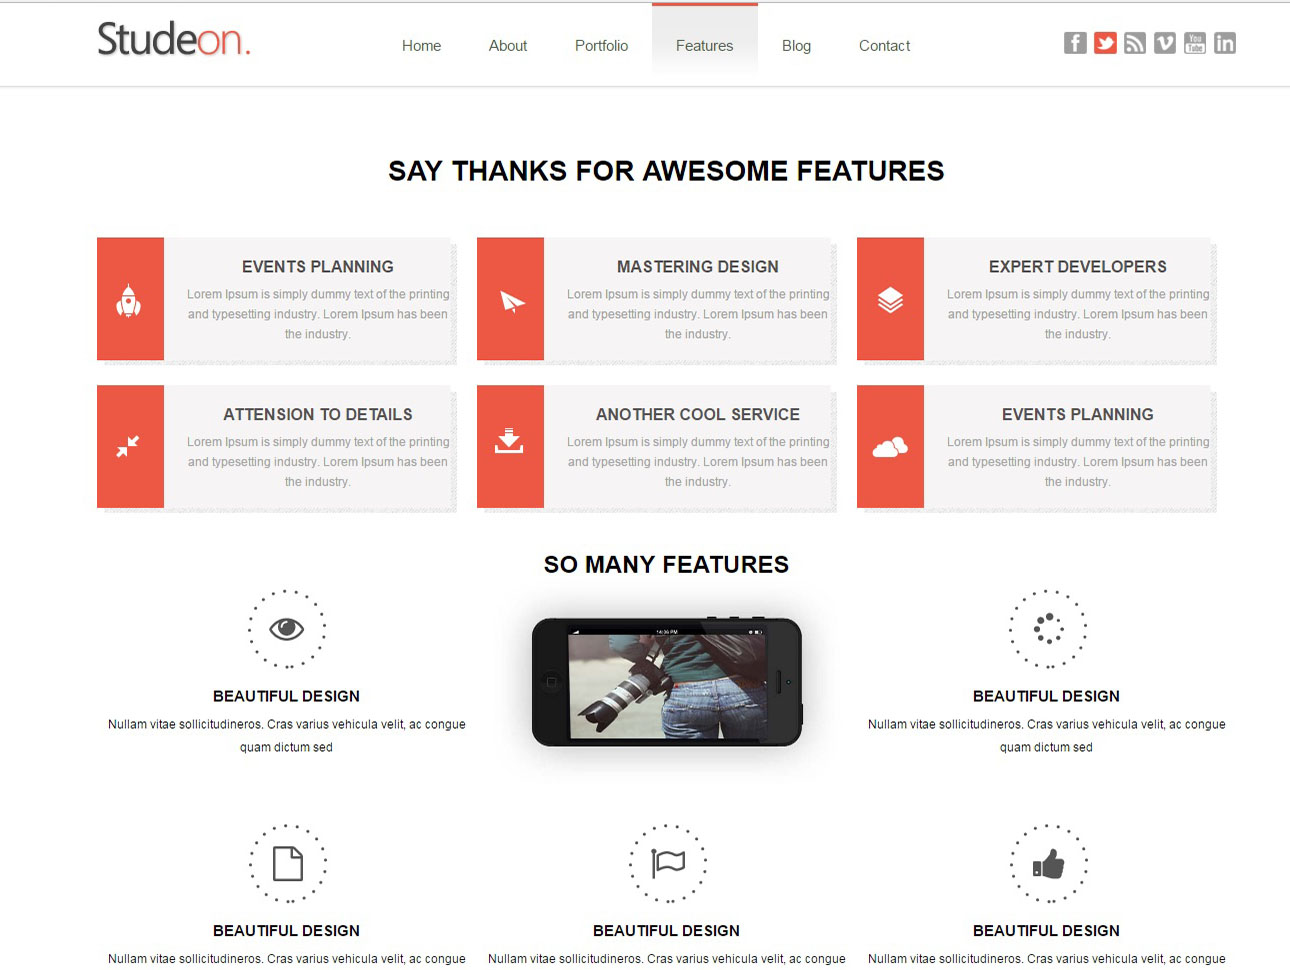 Studeon.
Home About Portfolio Features Blog Contact
You
Tube
SAY THANKS FOR AWESOME FEATURES
EVENTS PLANNING
Lorem Ipsum is simply dummy text of the printing
and typesetting industry. Lorem Ipsum has been
the industry.
MASTERING DESIGN
Lorem Ipsum is simply dummy text of the printing
and typesetting industry. Lorem Ipsum has been
the industry.
EXPERT DEVELOPERS
Lorem Ipsum is simply dummy text of the printing
and typesetting industry. Lorem Ipsum has been
the industry.
ATTENSION TO DETAILS
Lorem Ipsum is simply dummy text of the printing
and typesetting industry. Lorem Ipsum has been
the industry.
ANOTHER COOL SERVICE
Lorem Ipsum is simply dummy text of the printing
and typesetting industry. Lorem Ipsum has been
the industry.
EVENTS PLANNING
Lorem Ipsum is simply dummy text of the printing
and typesetting industry. Lorem Ipsum has been
the industry.
SO MANY FEATURES
BEAUTIFUL DESIGN
Nullam vitae sollicitudineros. Cras varius vehicula velit, ac congue
quam dictum sed
14:36 PM
BEAUTIFUL DESIGN
Nullam vitae sollicitudineros. Cras varius vehicula velit, ac congue
quam dictum sed
BEAUTIFUL DESIGN
Nullam vitae sollicitudineros. Cras varius vehicula velit, ac congue
BEAUTIFUL DESIGN
Nullam vitae sollicitudineros. Cras varius vehicula velit, ac congue
BEAUTIFUL DESIGN
Nullam vitae sollicitudineros. Cras varius vehicula velit, ac congue